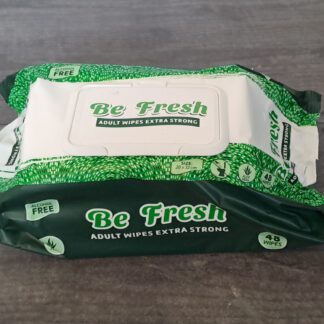 ALCOHOL
FREE
Be Fresh
ADULT WIPES EXTRA STRONG
Fresh
EXTRA STRONG
48
ALCOHOL
FREE
Be Fresh
ADULT WIPES EXTRA STRONG
48
WIPES